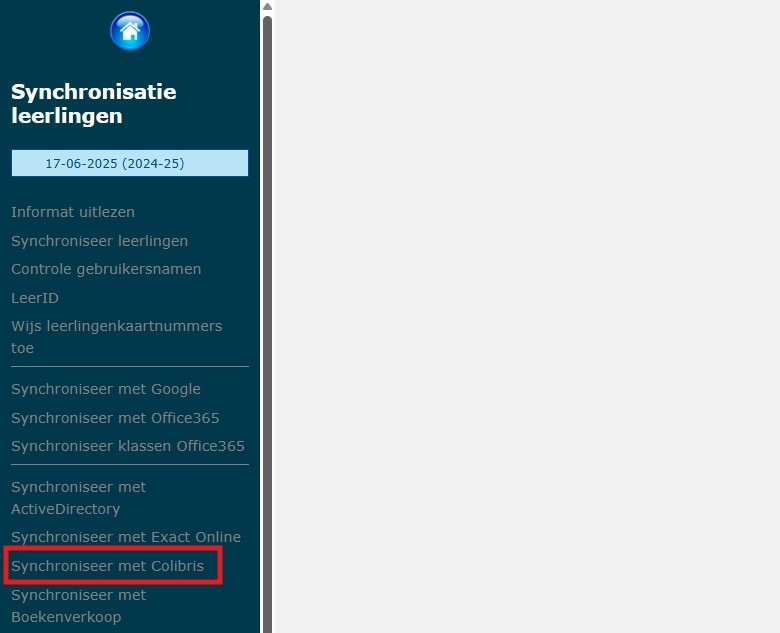 Synchronisatie
leerlingen
17-06-2025 (2024-25)
Informat uitlezen
Synchroniseer leerlingen
Controle gebruikersnamen
LeerID
Wijs leerlingenkaartnummers
toe
Synchroniseer met Google
Synchroniseer met Office365
Synchroniseer klassen Office365
Synchroniseer met
ActiveDirectory
Synchroniseer met Exact Online
Synchroniseer met Colibris
Synchroniseer met
Boekenverkoop